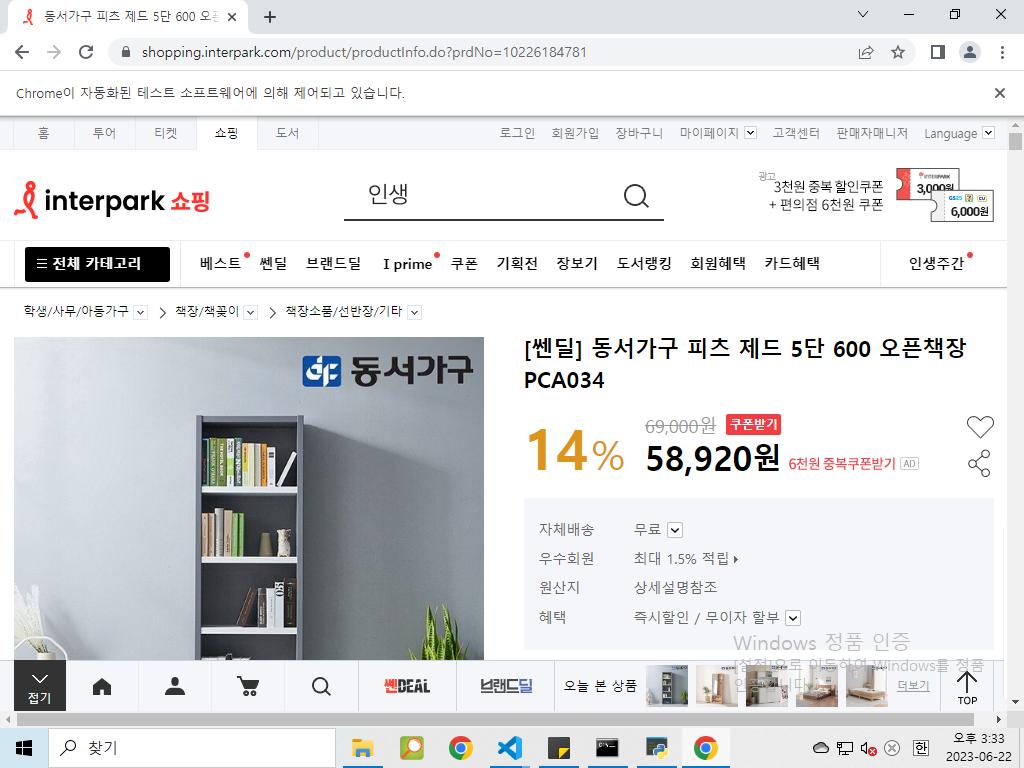 동서가구 피츠 제드 5단 600 오픈
shopping.interpark.com/product/productInfo.do?prdNo=10226184781
Chrome이 자동화된 테스트 소프트웨어에 의해 제어되고 있습니다.
홈 투어 티켓 쇼핑 도서 로그인 회원가입 장바구니 마이페이지 고객센터 판매자매니저 Language
interpark 쇼핑
인생
광고
3천원 중복 할인쿠폰
+ 편의점 6천원 쿠폰
INTERPARK
3,000원
GS25 CU
6,000원
전체 카테고리 베스트 쎈딜 브랜드딜 I prime 쿠폰 기획전 장보기 도서랭킹 회원혜택 카드혜택 인생주간
학생/사무/아동가구 책장/책꽂이 책장소품/선반장/기타
동서가구
[쎈딜] 동서가구 피츠 제드 5단 600 오픈책장
PCA034
14%
69,000원 쿠폰받기
58,920원 6천원 중복쿠폰받기 AD
자체배송 무료
우수회원 최대 1.5% 적립
원산지 상세설명참조
혜택 즉시할인 / 무이자 할부
Windows 정품 인증
[설정]으로 이동하여 Windows를 정품
접기 쎈DEAL 브랜드딜 오늘 본 상품 더보기 TOP
찾기
한
오후 3:33
2023-06-22